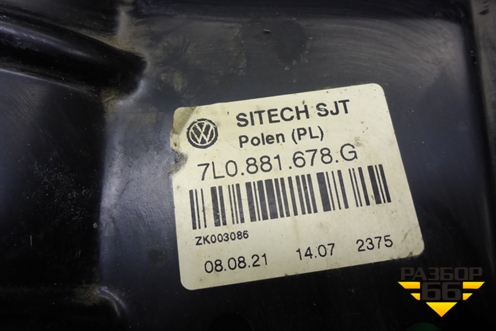 SITECH SJT
Polen (PL)
7L0.881.678.G
ZK003086
08.08.21 14.07 2375
РАЗБОР
66